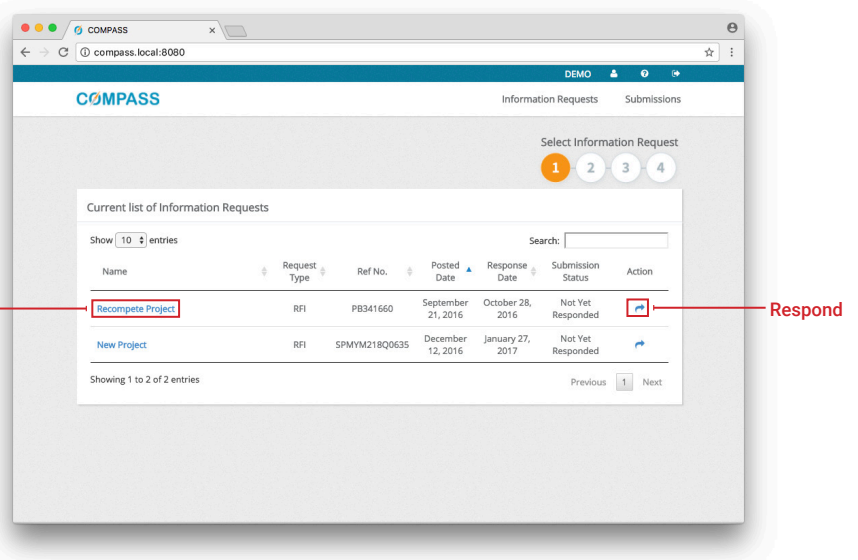 COMPASS
compass.local:8080
DEMO
COMPASS
Information Requests Submissions
Select Information Request
1 2 3 4
Current list of Information Requests
Show 10 entries
Search:
Name
Request Type
Ref No.
Posted Date
Response Date
Submission Status
Action
Recompete Project
RFI
PB341660
September 21, 2016
October 28, 2016
Not Yet Responded
Respond
New Project
RFI
SPMYM218Q0635
December 12, 2016
January 27, 2017
Not Yet Responded
Showing 1 to 2 of 2 entries
Previous 1 Next